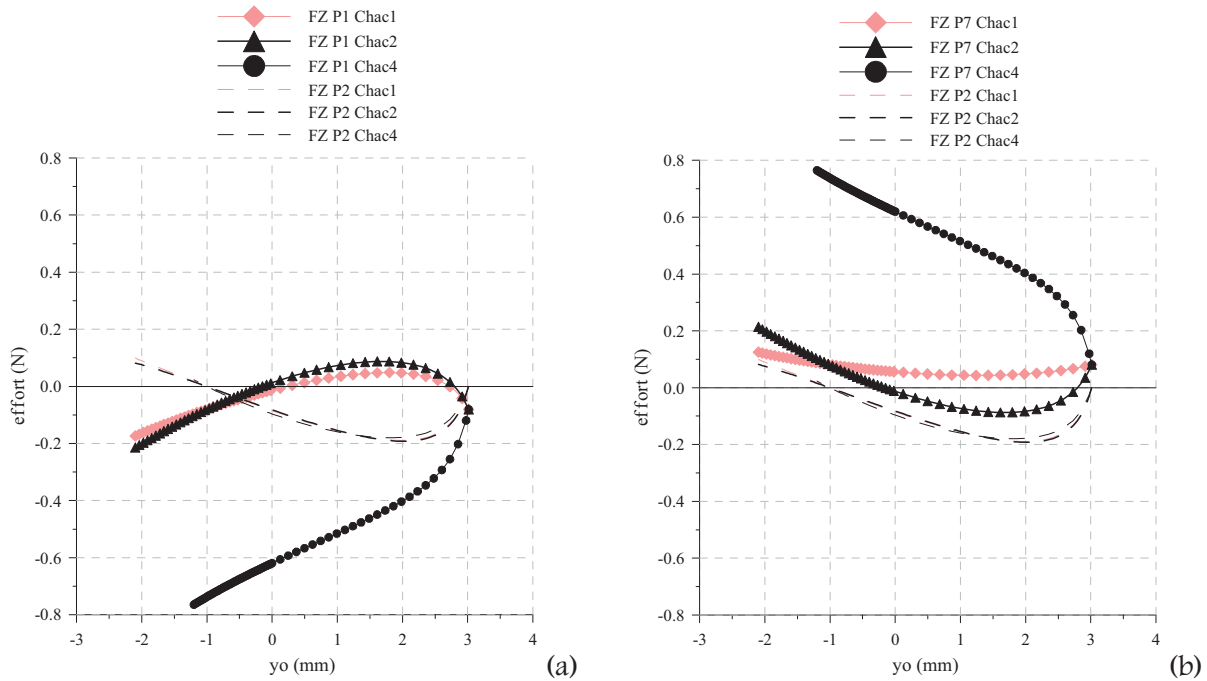 FZ P1 Chac1
FZ P1 Chac2
FZ P1 Chac4
FZ P2 Chac1
FZ P2 Chac2
FZ P2 Chac4
0.8
0.6
0.4
0.2
0.0
-0.2
-0.4
-0.6
-0.8
effort (N)
-3 -2 -1 0 1 2 3 4
yo (mm)
(a)
FZ P7 Chac1
FZ P7 Chac2
FZ P7 Chac4
FZ P2 Chac1
FZ P2 Chac2
FZ P2 Chac4
0.8
0.6
0.4
0.2
0.0
-0.2
-0.4
-0.6
-0.8
effort (N)
-3 -2 -1 0 1 2 3 4
yo (mm)
(b)